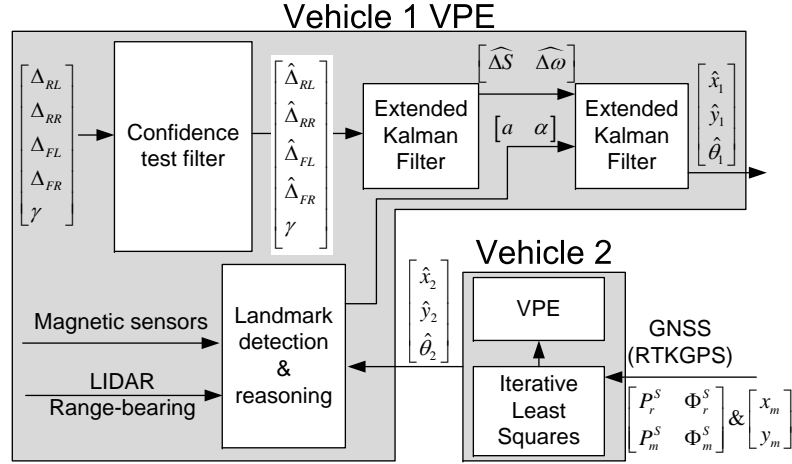 Vehicle 1 VPE
[Δ_RL Δ_RR Δ_FL Δ_FR γ]
Confidence
test filter
[Δ̂_RL Δ̂_RR Δ̂_FL Δ̂_FR γ]
Extended
Kalman
Filter
[ΔS^ Δω^]
[a α]
Extended
Kalman
Filter
[x̂_1 ŷ_1 θ̂_1]
Magnetic sensors
LIDAR
Range-bearing
Landmark
detection
&
reasoning
[x̂_2 ŷ_2 θ̂_2]
Vehicle 2
VPE
Iterative
Least
Squares
GNSS
(RTKGPS)
[P_r^S Φ_r^S
P_m^S Φ_m^S] & [x_m y_m]